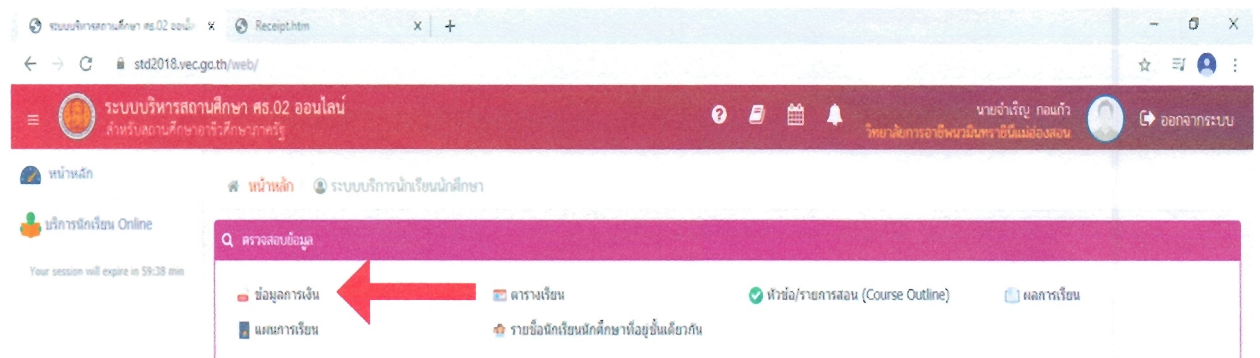 ระบบบริหารสถานศึกษา ศธ.02 ออนไล
Receipt.htm
std2018.vec.go.th/web/
ระบบบริหารสถานศึกษา ศธ.02 ออนไลน์
สำหรับสถานศึกษาอาชีวศึกษาภาครัฐ
นายจำเริญ กอแก้ว
วิทยาลัยการอาชีพนวมินทราชินีแม่ฮ่องสอน
ออกจากระบบ
หน้าหลัก
หน้าหลัก / ระบบบริการนักเรียนนักศึกษา
บริการนักเรียน Online
ตรวจสอบข้อมูล
Your session will expire in 59:38 min
ข้อมูลการเงิน
ตารางเรียน
หัวข้อ/รายการสอน (Course Outline)
ผลการเรียน
แผนการเรียน
รายชื่อนักเรียนนักศึกษาที่อยู่ชั้นเดียวกัน